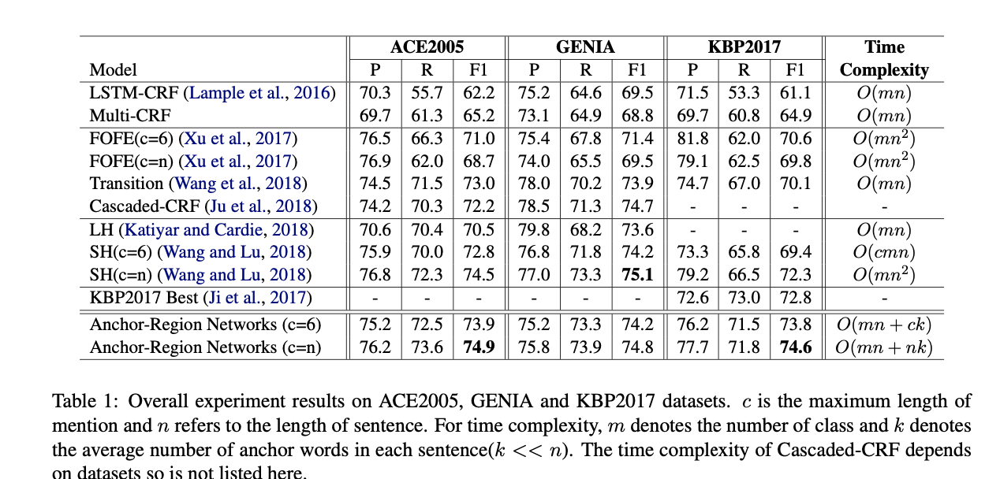 ACE2005 GENIA KBP2017 Time
Model P R F1 P R F1 P R F1 Complexity
LSTM-CRF (Lample et al., 2016) 70.3 55.7 62.2 75.2 64.6 69.5 71.5 53.3 61.1 O(mn)
Multi-CRF 69.7 61.3 65.2 73.1 64.9 68.8 69.7 60.8 64.9 O(mn)
FOFE(c=6) (Xu et al., 2017) 76.5 66.3 71.0 75.4 67.8 71.4 81.8 62.0 70.6 O(mn²)
FOFE(c=n) (Xu et al., 2017) 76.9 62.0 68.7 74.0 65.5 69.5 79.1 62.5 69.8 O(mn²)
Transition (Wang et al., 2018) 74.5 71.5 73.0 78.0 70.2 73.9 74.7 67.0 70.1 O(mn)
Cascaded-CRF (Ju et al., 2018) 74.2 70.3 72.2 78.5 71.3 74.7 - - - -
LH (Katiyar and Cardie, 2018) 70.6 70.4 70.5 79.8 68.2 73.6 - - - O(mn)
SH(c=6) (Wang and Lu, 2018) 75.9 70.0 72.8 76.8 71.8 74.2 73.3 65.8 69.4 O(cmn)
SH(c=n) (Wang and Lu, 2018) 76.8 72.3 74.5 77.0 73.3 75.1 79.2 66.5 72.3 O(mn²)
KBP2017 Best (Ji et al., 2017) - - - - - - 72.6 73.0 72.8 -
Anchor-Region Networks (c=6) 75.2 72.5 73.9 75.2 73.3 74.2 76.2 71.5 73.8 O(mn + ck)
Anchor-Region Networks (c=n) 76.2 73.6 74.9 75.8 73.9 74.8 77.7 71.8 74.6 O(mn + nk)
Table 1: Overall experiment results on ACE2005, GENIA and KBP2017 datasets. c is the maximum length of
mention and n refers to the length of sentence. For time complexity, m denotes the number of class and k denotes
the average number of anchor words in each sentence(k << n). The time complexity of Cascaded-CRF depends
on datasets so is not listed here.